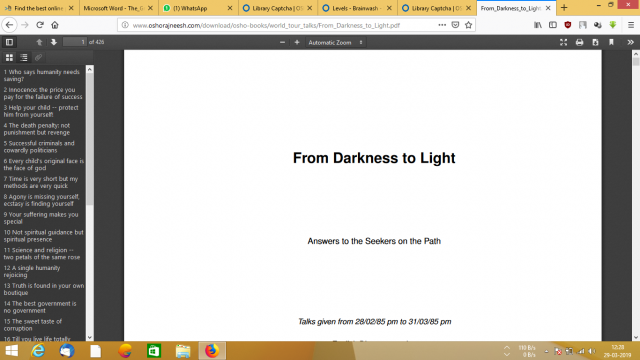 Find the best online
Microsoft Word - The_G
(1) WhatsApp
Library Captcha | OS
Levels - Brainwash -
Library Captcha | OS
From_Darkness_to_Light.
www.oshorajneesh.com/download/osho-books/world_tour_talks/From_Darkness_to_Light.pdf
1 of 426
Automatic Zoom
1 Who says humanity needs
saving?
2 Innocence: the price you
pay for the failure of success
3 Help your child -- protect
him from yourself!
4 The death penalty: not
punishment but revenge
5 Successful criminals and
cowardly politicians
6 Every child's original face is
the face of god
7 Time is very short but my
methods are very quick
8 Agony is missing yourself,
ecstasy is finding yourself
9 Your suffering makes you
special
10 Not spiritual guidance but
spiritual presence
11 Science and religion --
two petals of the same rose
12 A single humanity
rejoicing
13 Truth is found in your own
boutique
14 The best government is
no government
15 The sweet taste of
corruption
16 Till you live life totally
From Darkness to Light
Answers to the Seekers on the Path
Talks given from 28/02/85 pm to 31/03/85 pm
110 B/s
0 B/s
12:28
29-03-2019